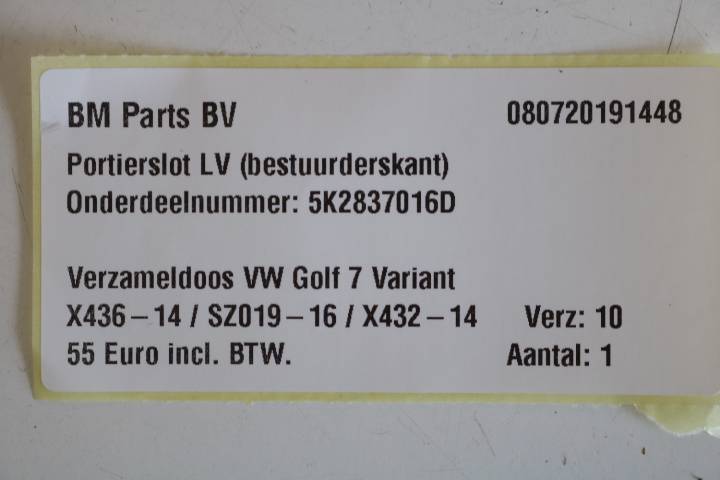 BM Parts BV 080720191448
Portierslot LV (bestuurderskant)
Onderdeelnummer: 5K2837016D
Verzameldoos VW Golf 7 Variant
X436-14 / SZ019-16 / X432-14 Verz: 10
55 Euro incl. BTW. Aantal: 1